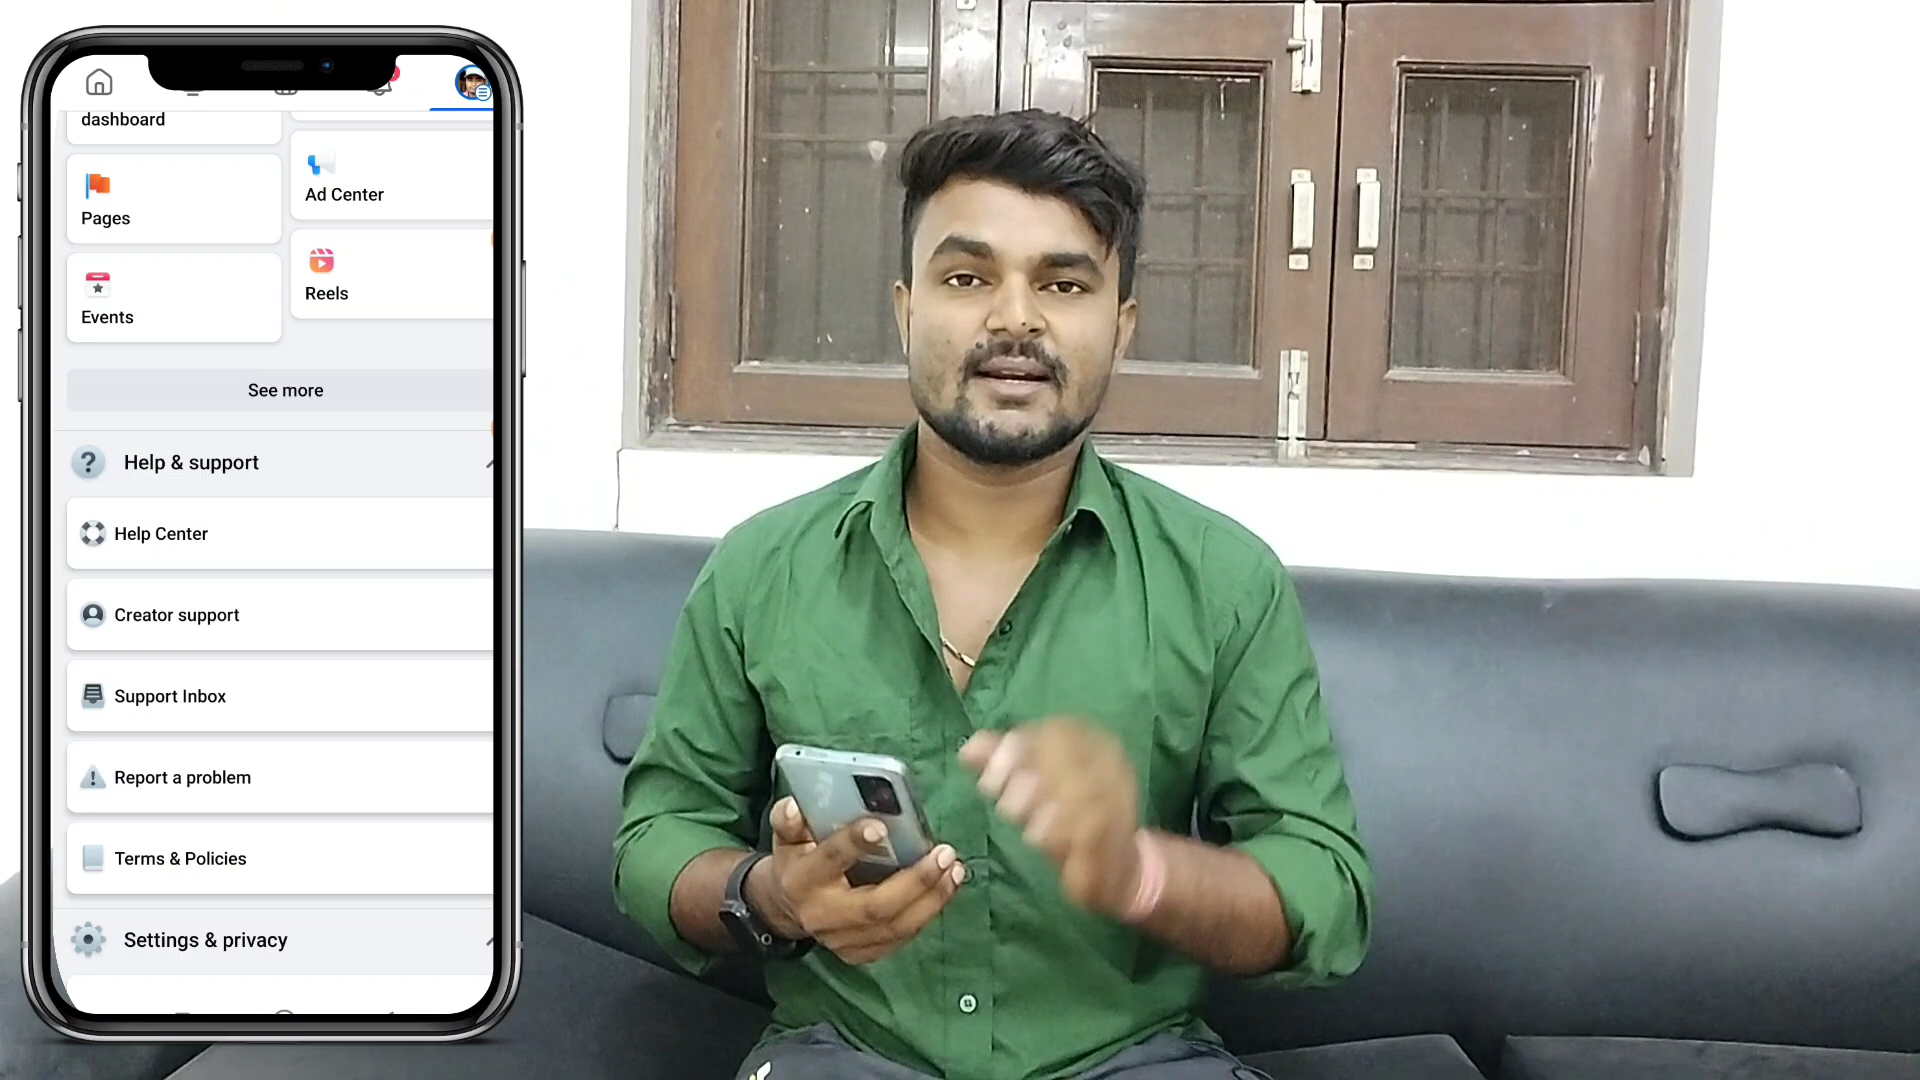 dashboard
Pages
Ad Center
Events
Reels
See more
Help & support
Help Center
Creator support
Support Inbox
Report a problem
Terms & Policies
Settings & privacy